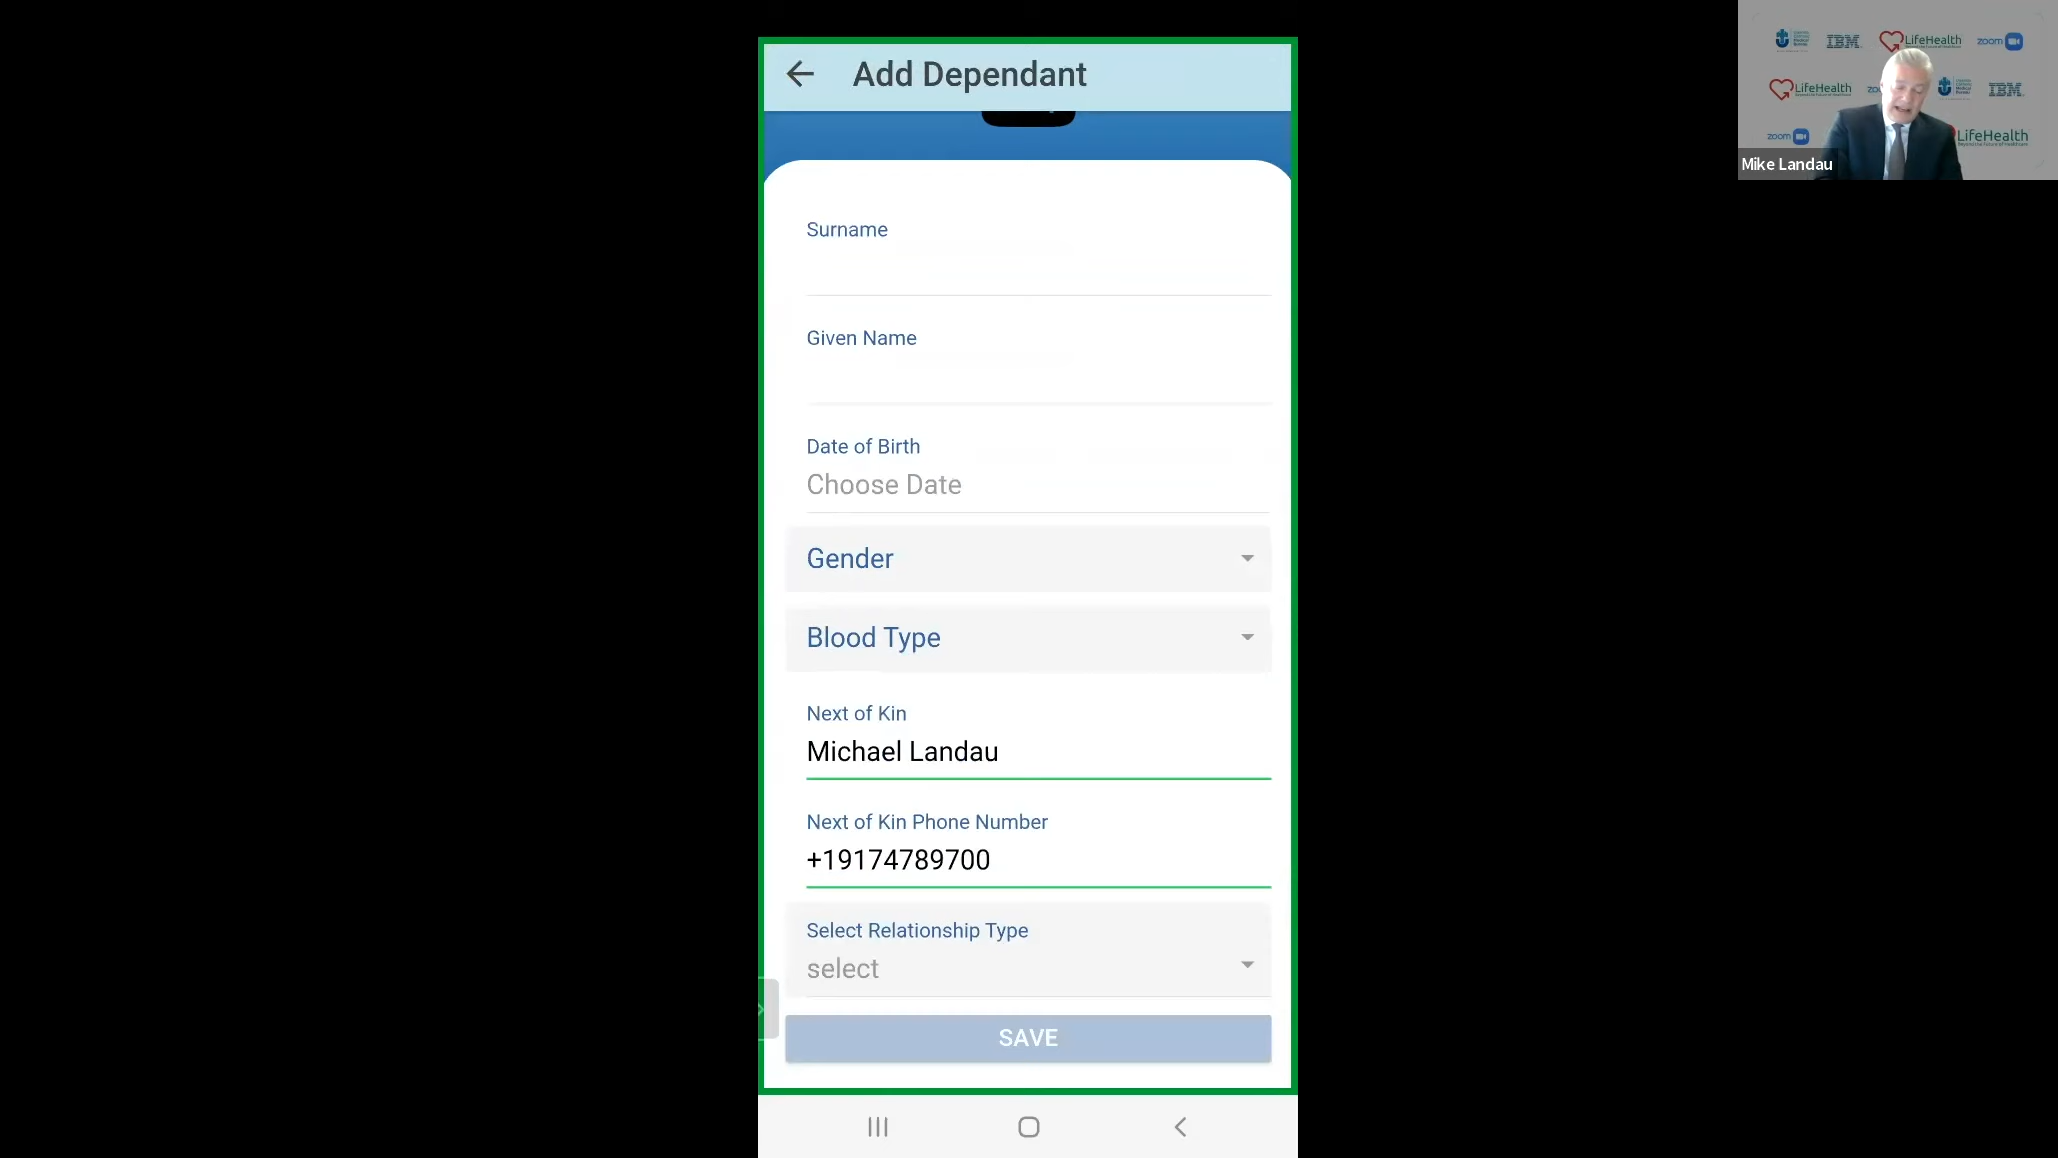 Add Dependant
Surname
Given Name
Date of Birth
Choose Date
Gender
Blood Type
Next of Kin
Michael Landau
Next of Kin Phone Number
+19174789700
Select Relationship Type
select
SAVE
IBM
LifeHealth
zoom
LifeHealth
IBM
zoom
LifeHealth
Mike Landau